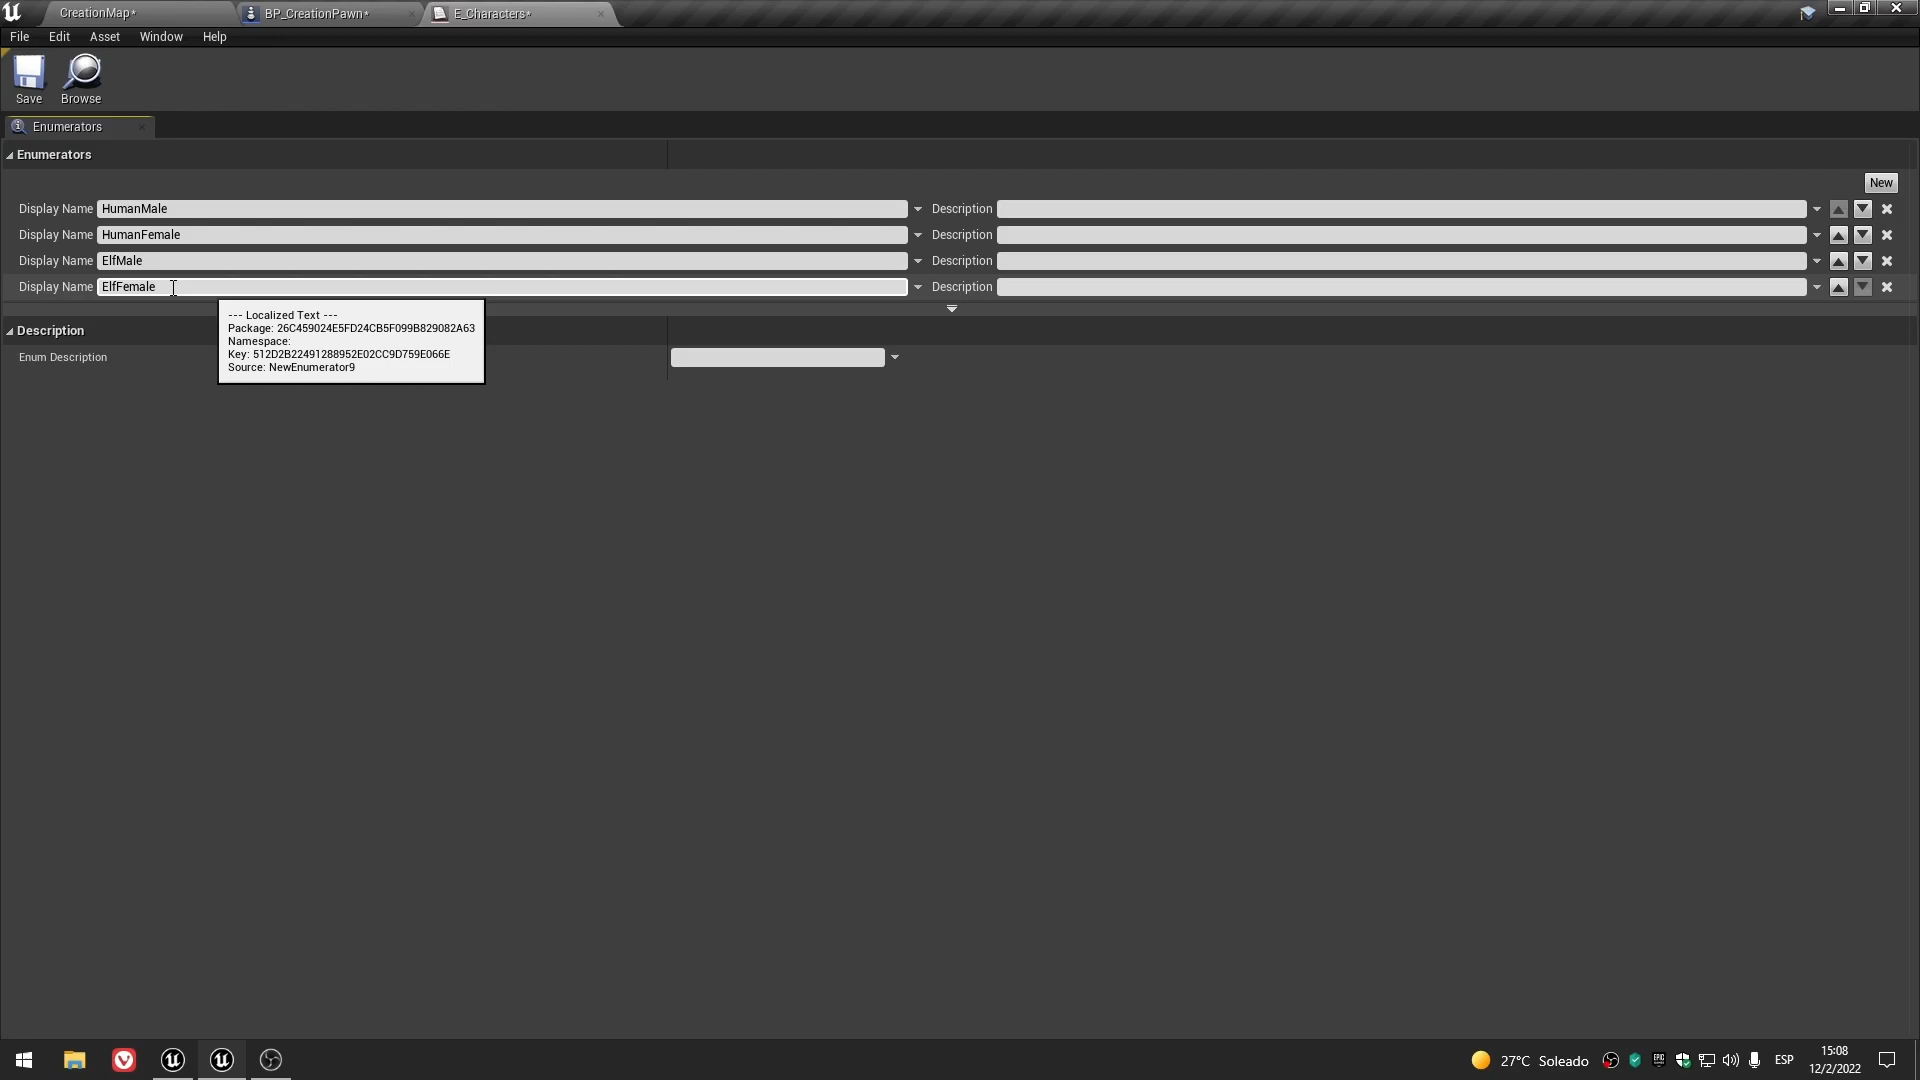 CreationMap*
BP_CreationPawn*
E_Characters*
File Edit Asset Window Help
Save Browse
Enumerators
Enumerators
New
Display Name HumanMale Description
Display Name HumanFemale Description
Display Name ElfMale Description
Display Name ElfFemale Description
--- Localized Text ---
Package: 26C459024E5FD24CB5F099B829082A63
Namespace:
Key: 512D2B22491288952E02CC9D759E066E
Source: NewEnumerator9
Description
Enum Description
27°C Soleado
EPIC
ESP
15:08
12/2/2022